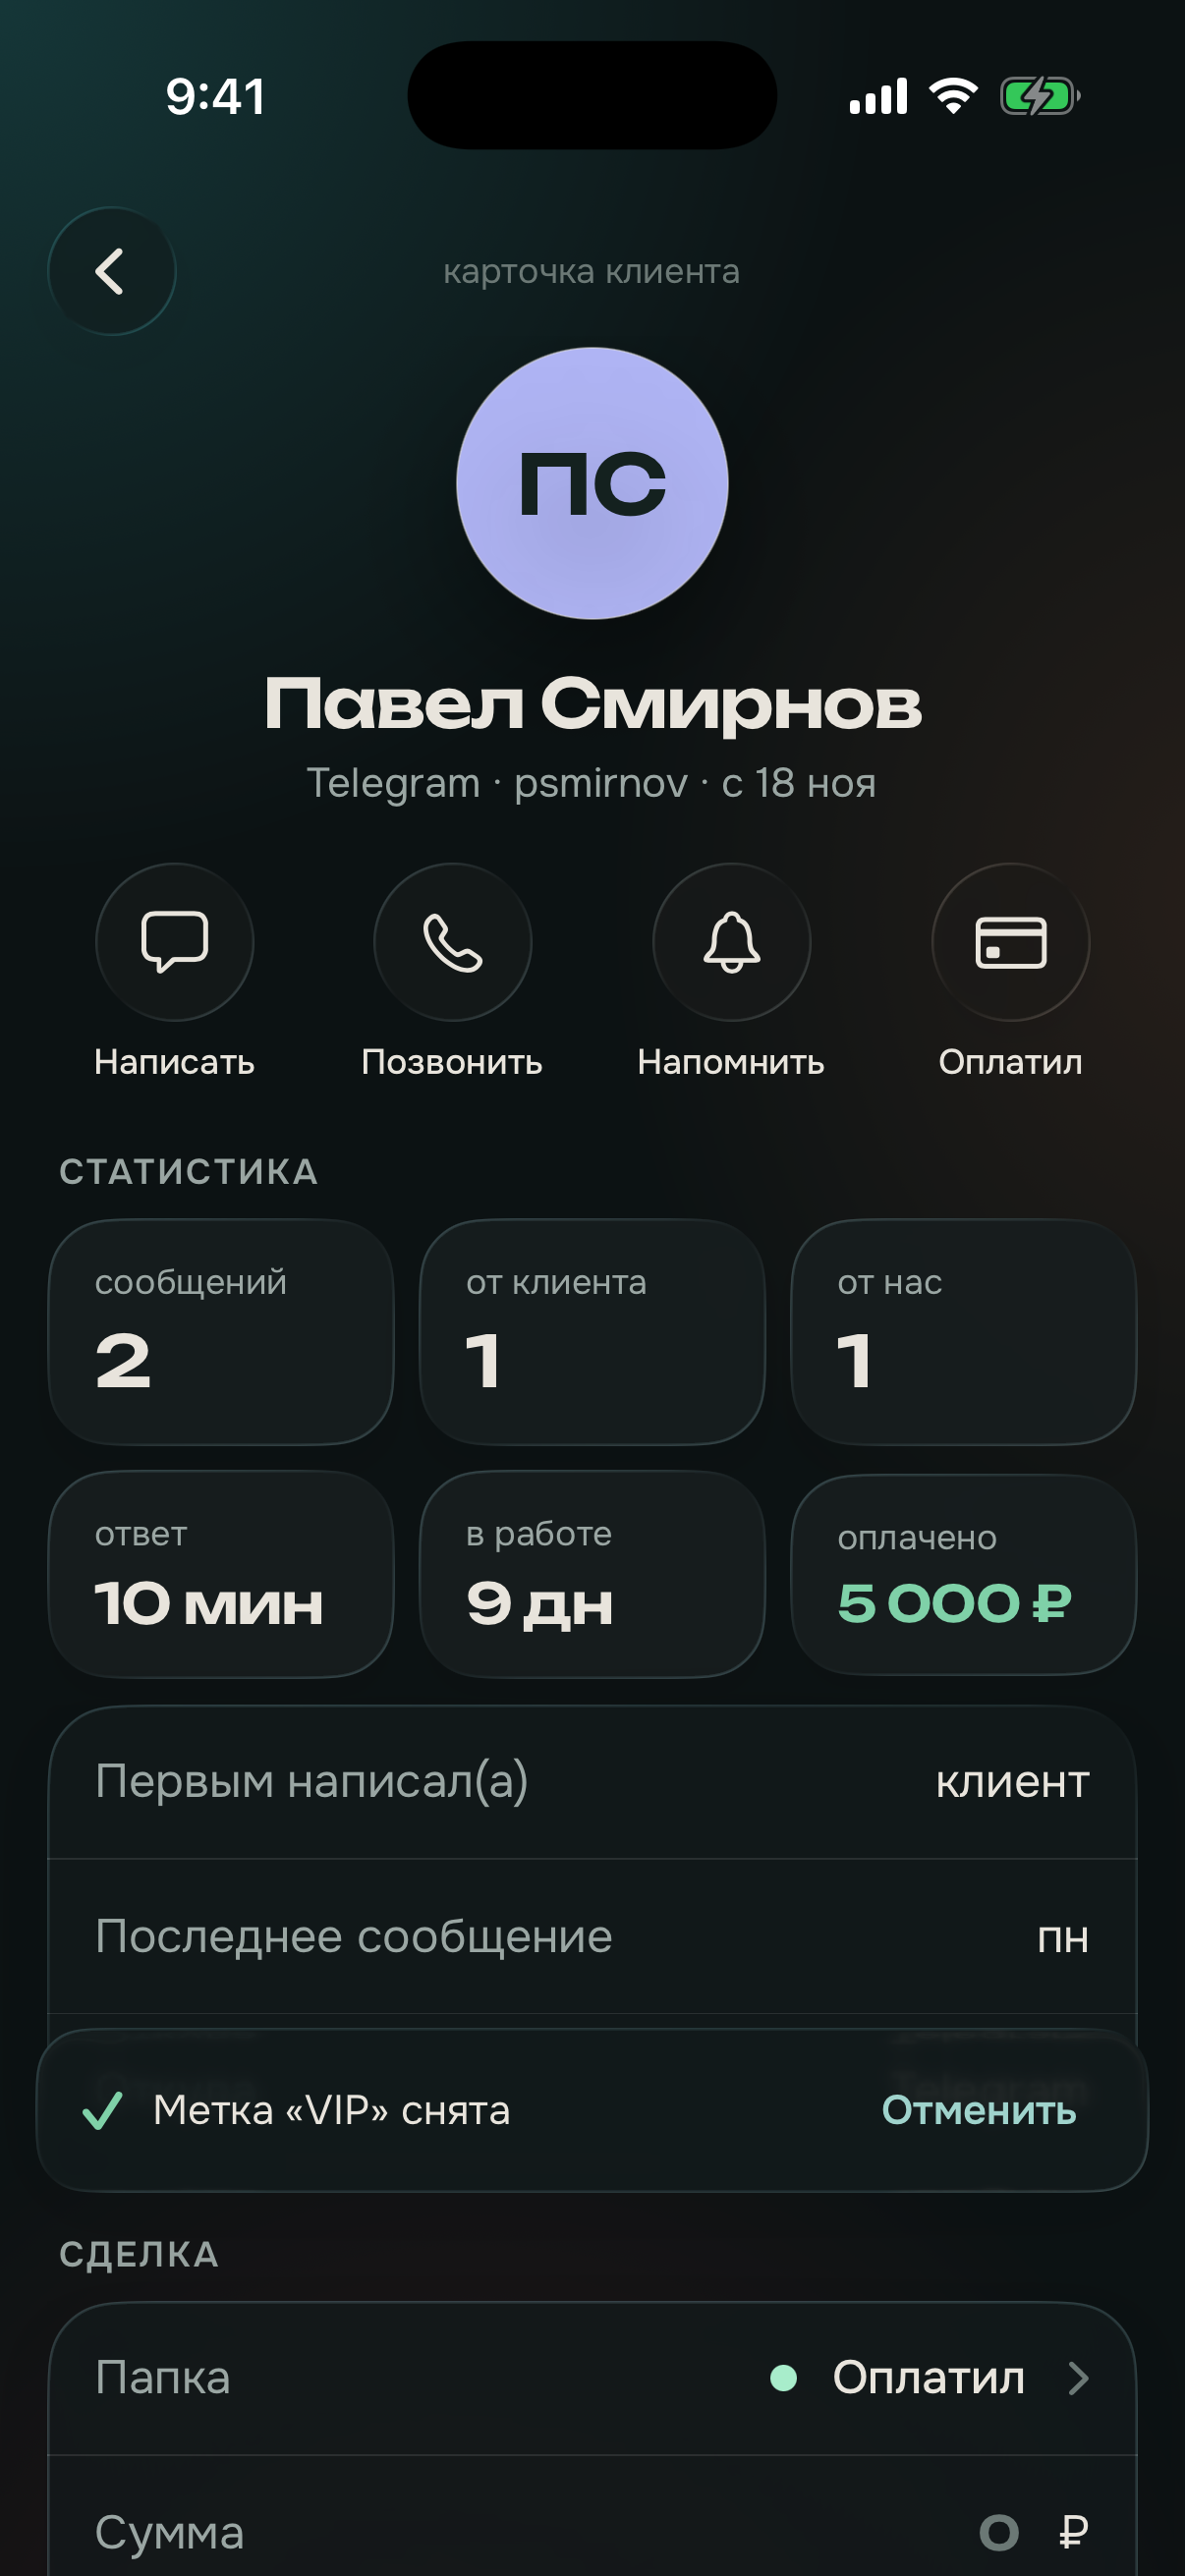 9:41
карточка клиента
ПС
Павел Смирнов
Telegram · psmirnov · с 18 ноя
Написать Позвонить Напомнить Оплатил
СТАТИСТИКА
сообщений от клиента от нас
2 1 1
ответ в работе оплачено
10 мин 9 дн 5 000 ₽
Первым написал(а) клиент
Последнее сообщение пн
Telegram
Метка «VIP» снята Отменить
СДЕЛКА
Папка Оплатил
Сумма 0 ₽